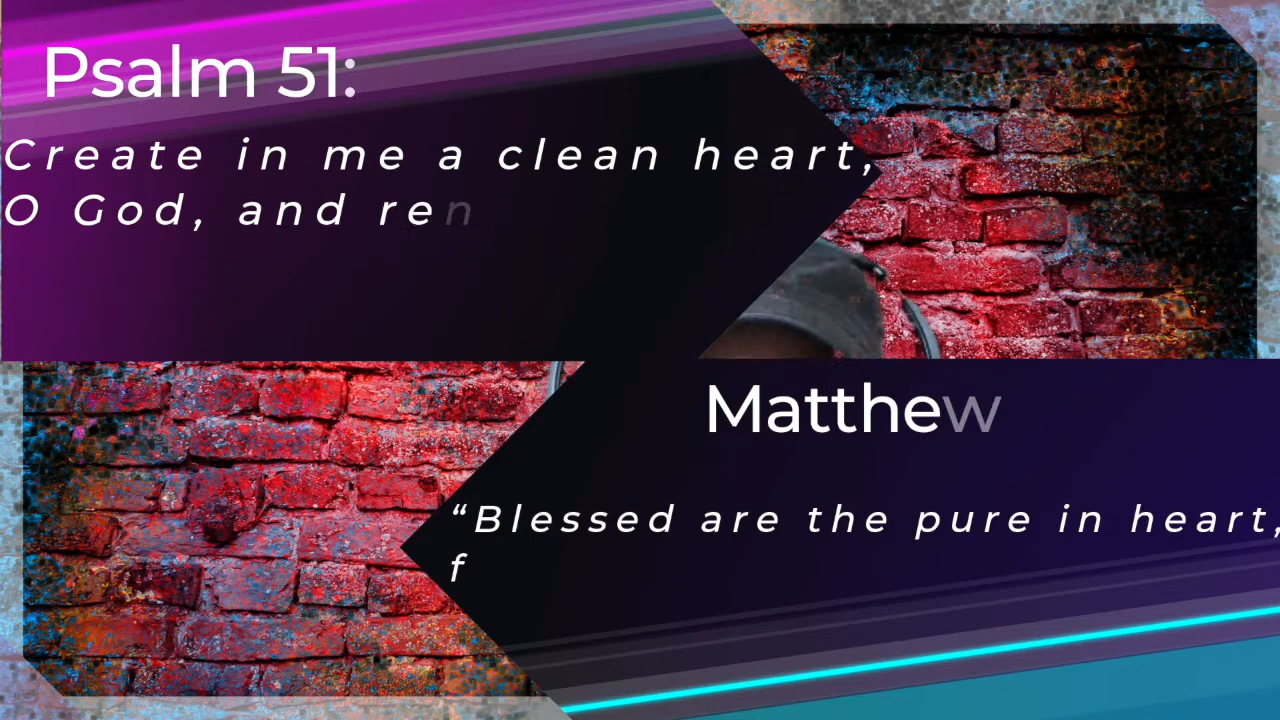 Psalm 51:
Create in me a clean heart,
O God, and ren
Matthew
“Blessed are the pure in heart,
f